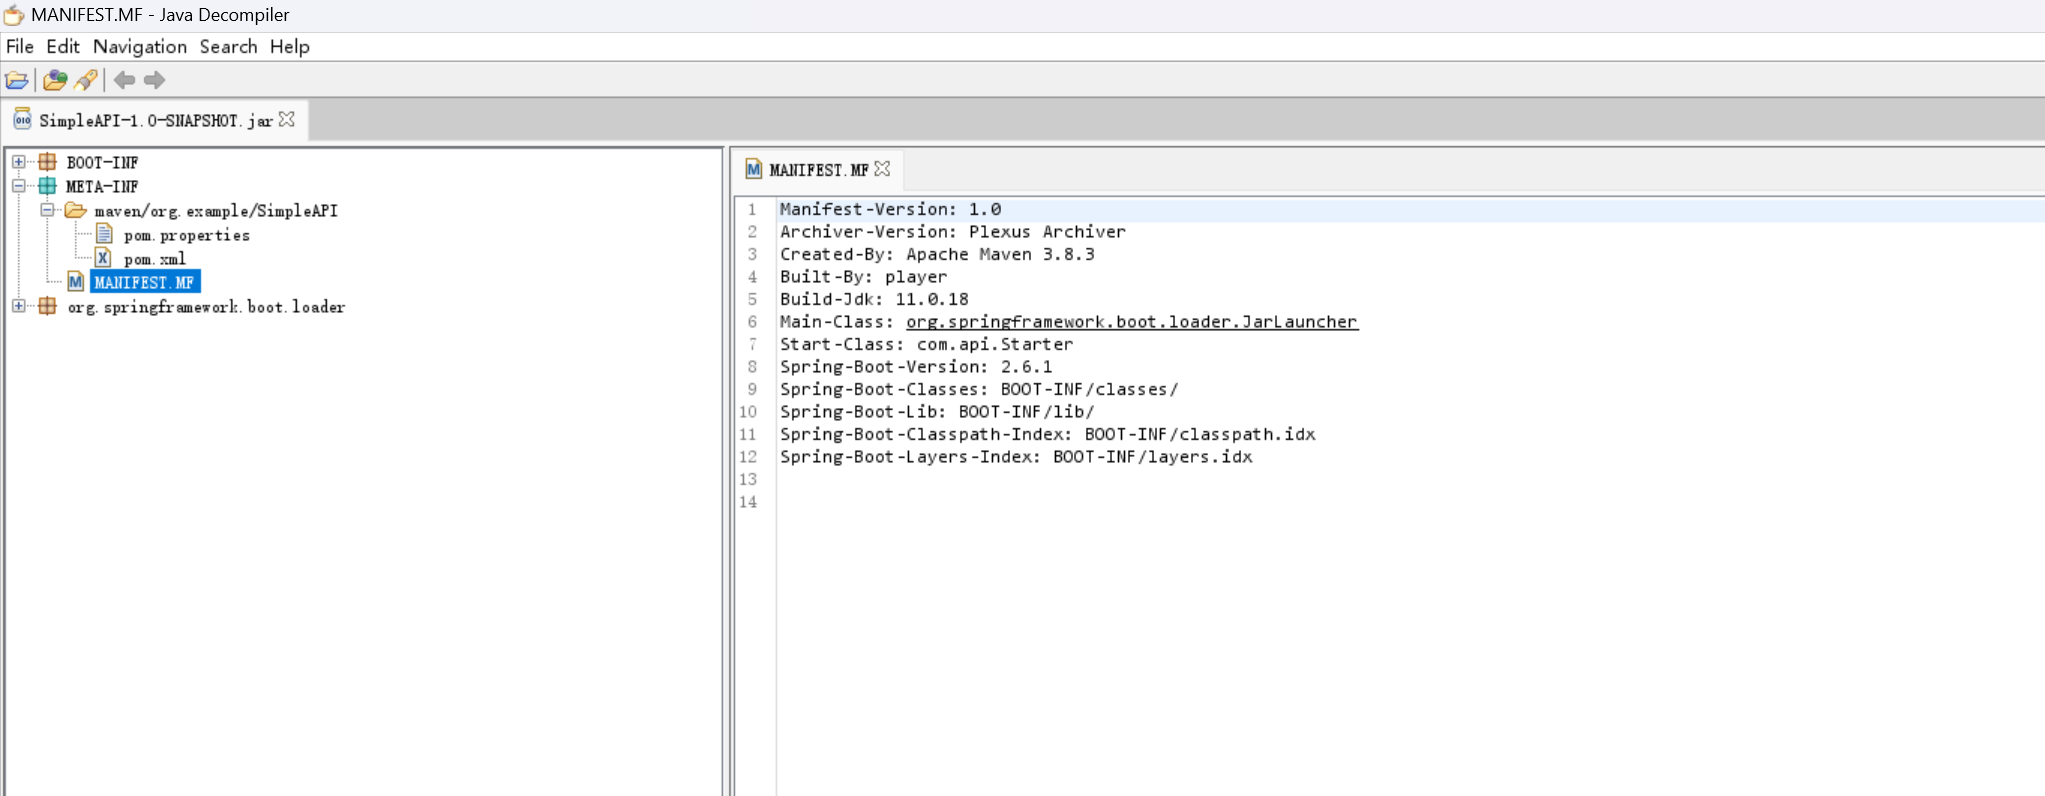 MANIFEST.MF - Java Decompiler
File Edit Navigation Search Help
SimpleAPI-1.0-SNAPSHOT.jar
BOOT-INF
META-INF
maven/org.example/SimpleAPI
pom.properties
pom.xml
MANIFEST.MF
org.springframework.boot.loader
MANIFEST.MF
1 Manifest-Version: 1.0
2 Archiver-Version: Plexus Archiver
3 Created-By: Apache Maven 3.8.3
4 Built-By: player
5 Build-Jdk: 11.0.18
6 Main-Class: org.springframework.boot.loader.JarLauncher
7 Start-Class: com.api.Starter
8 Spring-Boot-Version: 2.6.1
9 Spring-Boot-Classes: BOOT-INF/classes/
10 Spring-Boot-Lib: BOOT-INF/lib/
11 Spring-Boot-Classpath-Index: BOOT-INF/classpath.idx
12 Spring-Boot-Layers-Index: BOOT-INF/layers.idx
13
14